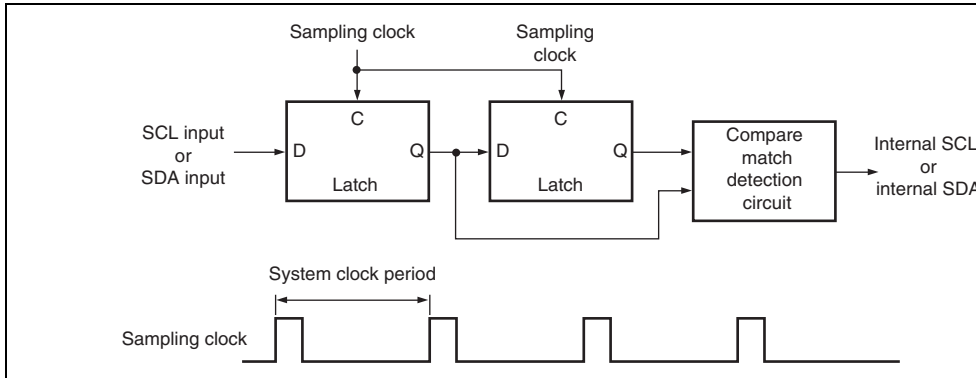 Sampling clock
Sampling
clock
SCL input
or
SDA input
C
D
Q
Latch
C
D
Q
Latch
Compare
match
detection
circuit
Internal SCL
or
internal SDA
System clock period
Sampling clock